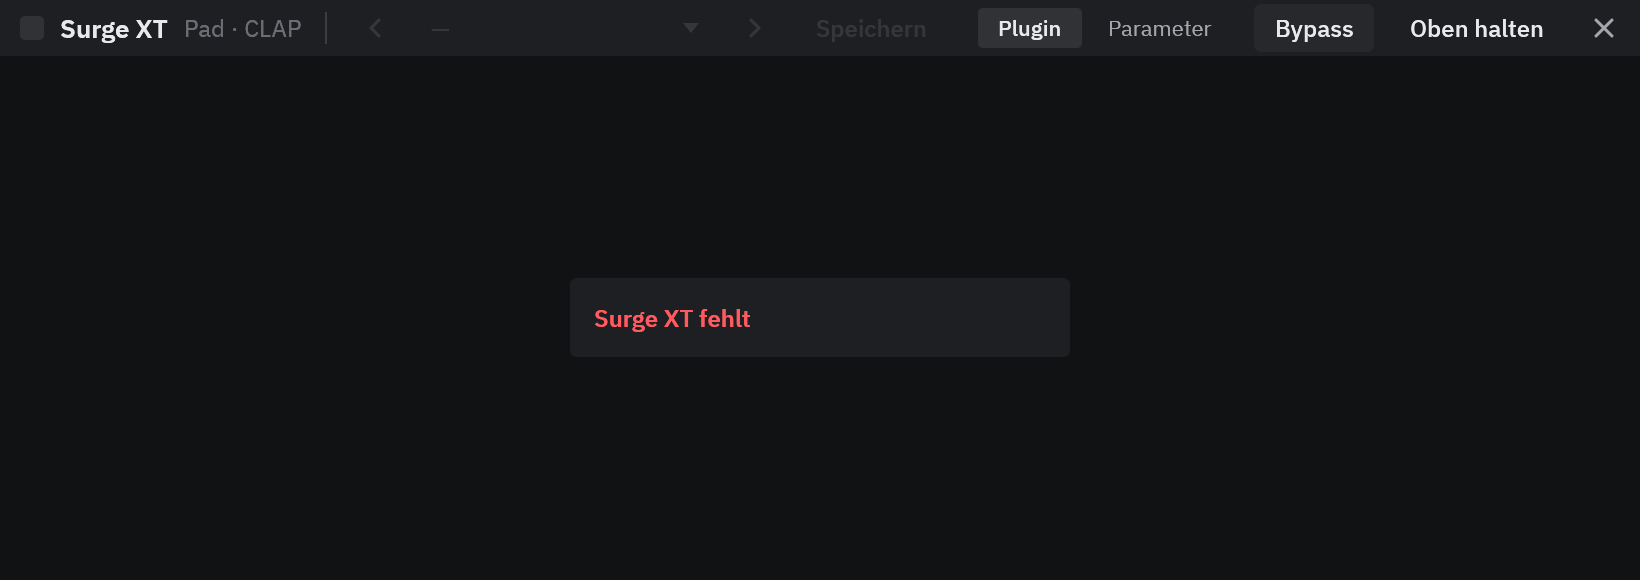 Surge XT Pad · CLAP — Speichern Plugin Parameter Bypass Oben halten
Surge XT fehlt